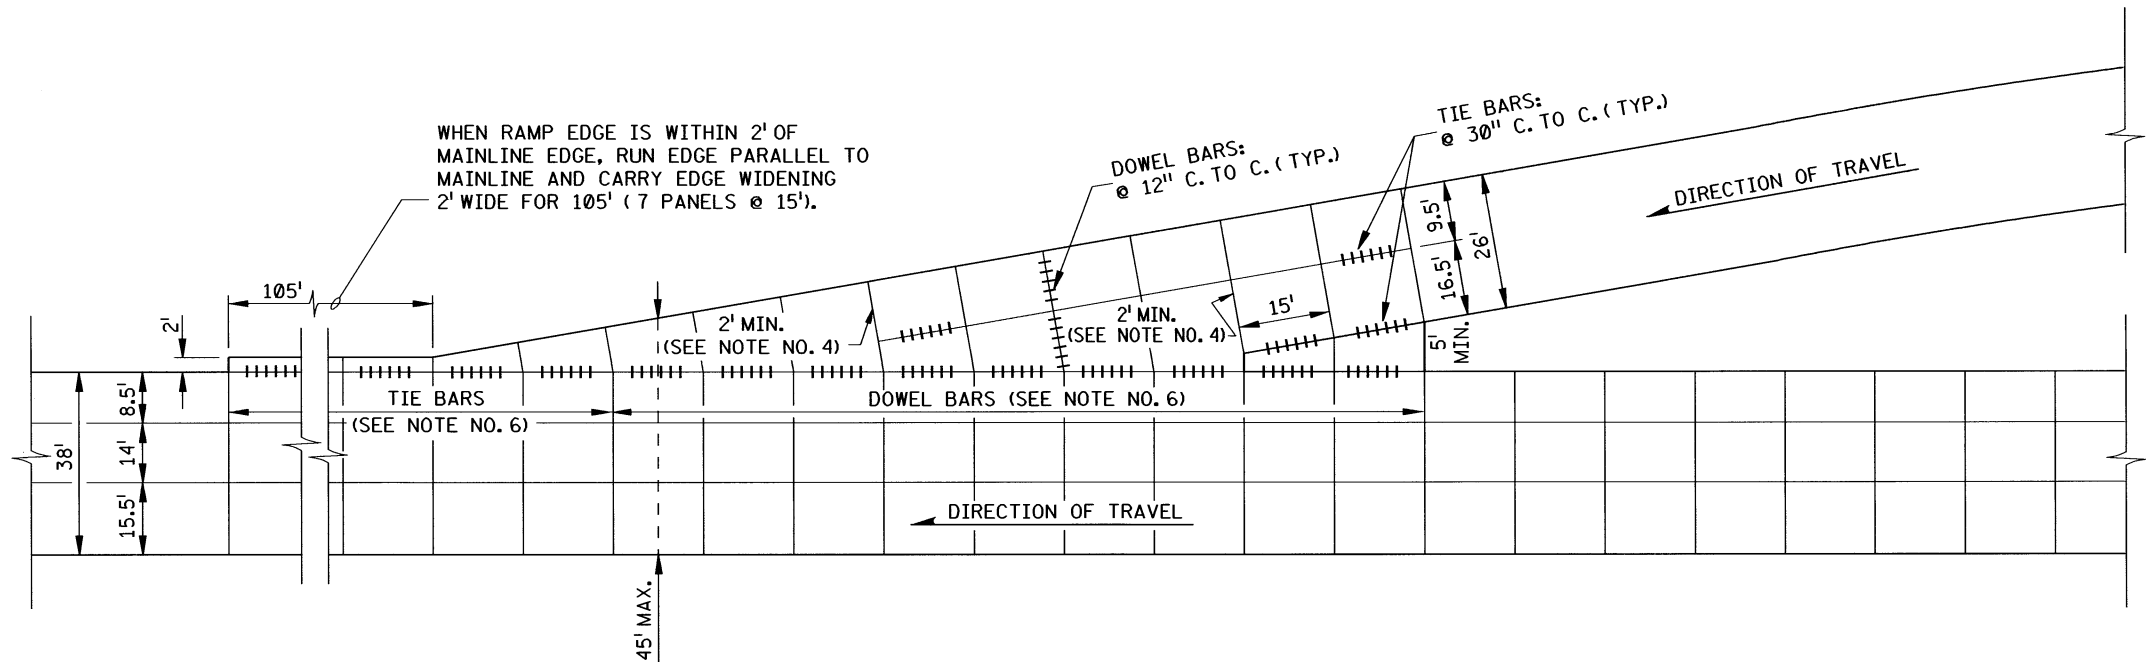 WHEN RAMP EDGE IS WITHIN 2' OF
MAINLINE EDGE, RUN EDGE PARALLEL TO
MAINLINE AND CARRY EDGE WIDENING
2' WIDE FOR 105' (7 PANELS @ 15').
DOWEL BARS:
@ 12" C. TO C. (TYP.)
TIE BARS:
@ 30" C. TO C. (TYP.)
DIRECTION OF TRAVEL
9.5'
26'
16.5'
105'
2'
2' MIN.
(SEE NOTE NO. 4)
2' MIN.
(SEE NOTE NO. 4)
15'
5'
MIN.
TIE BARS
(SEE NOTE NO. 6)
DOWEL BARS (SEE NOTE NO. 6)
8.5'
38'
14'
15.5'
DIRECTION OF TRAVEL
45' MAX.